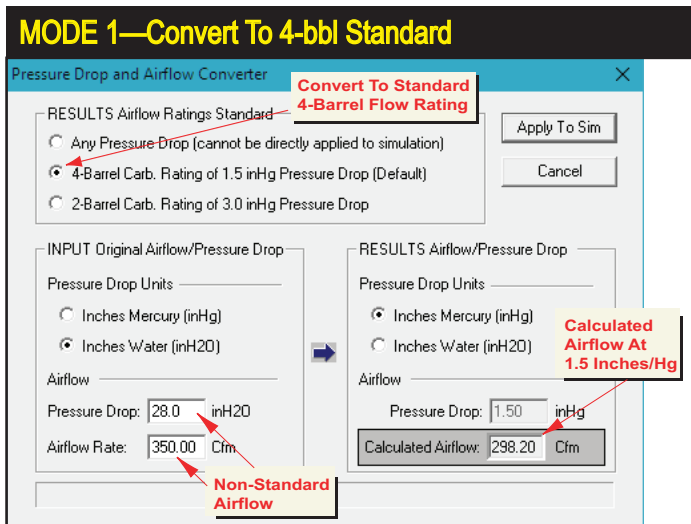 MODE 1—Convert To 4-bbl Standard
Pressure Drop and Airflow Converter
Convert To Standard
4-Barrel Flow Rating
RESULTS Airflow Ratings Standard
Any Pressure Drop (cannot be directly applied to simulation)
4-Barrel Carb. Rating of 1.5 inHg Pressure Drop (Default)
2-Barrel Carb. Rating of 3.0 inHg Pressure Drop
Apply To Sim
Cancel
INPUT Original Airflow/Pressure Drop
Pressure Drop Units
Inches Mercury (inHg)
Inches Water (inH2O)
Airflow
Pressure Drop: 28.0 inH2O
Airflow Rate: 350.00 Cfm
Non-Standard
Airflow
RESULTS Airflow/Pressure Drop
Pressure Drop Units
Inches Mercury (inHg)
Inches Water (inH2O)
Calculated
Airflow At
1.5 Inches/Hg
Airflow
Pressure Drop: 1.50 inHg
Calculated Airflow: 298.20 Cfm